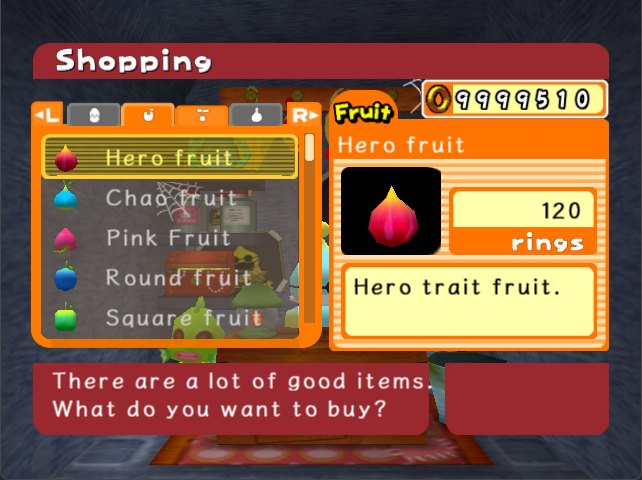 Shopping
L
R
Fruit
9999510
Hero fruit
Chao fruit
Pink Fruit
Round fruit
Square fruit
Hero fruit
120
rings
Hero trait fruit.
There are a lot of good items.
What do you want to buy?